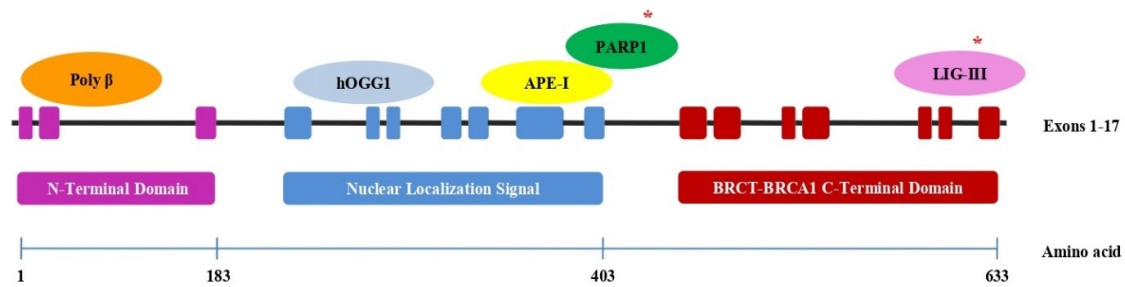 *
*
PARP1
Poly β
hOGG1
APE-I
LIG-III
Exons 1-17
N-Terminal Domain
Nuclear Localization Signal
BRCT-BRCA1 C-Terminal Domain
Amino acid
1
183
403
633